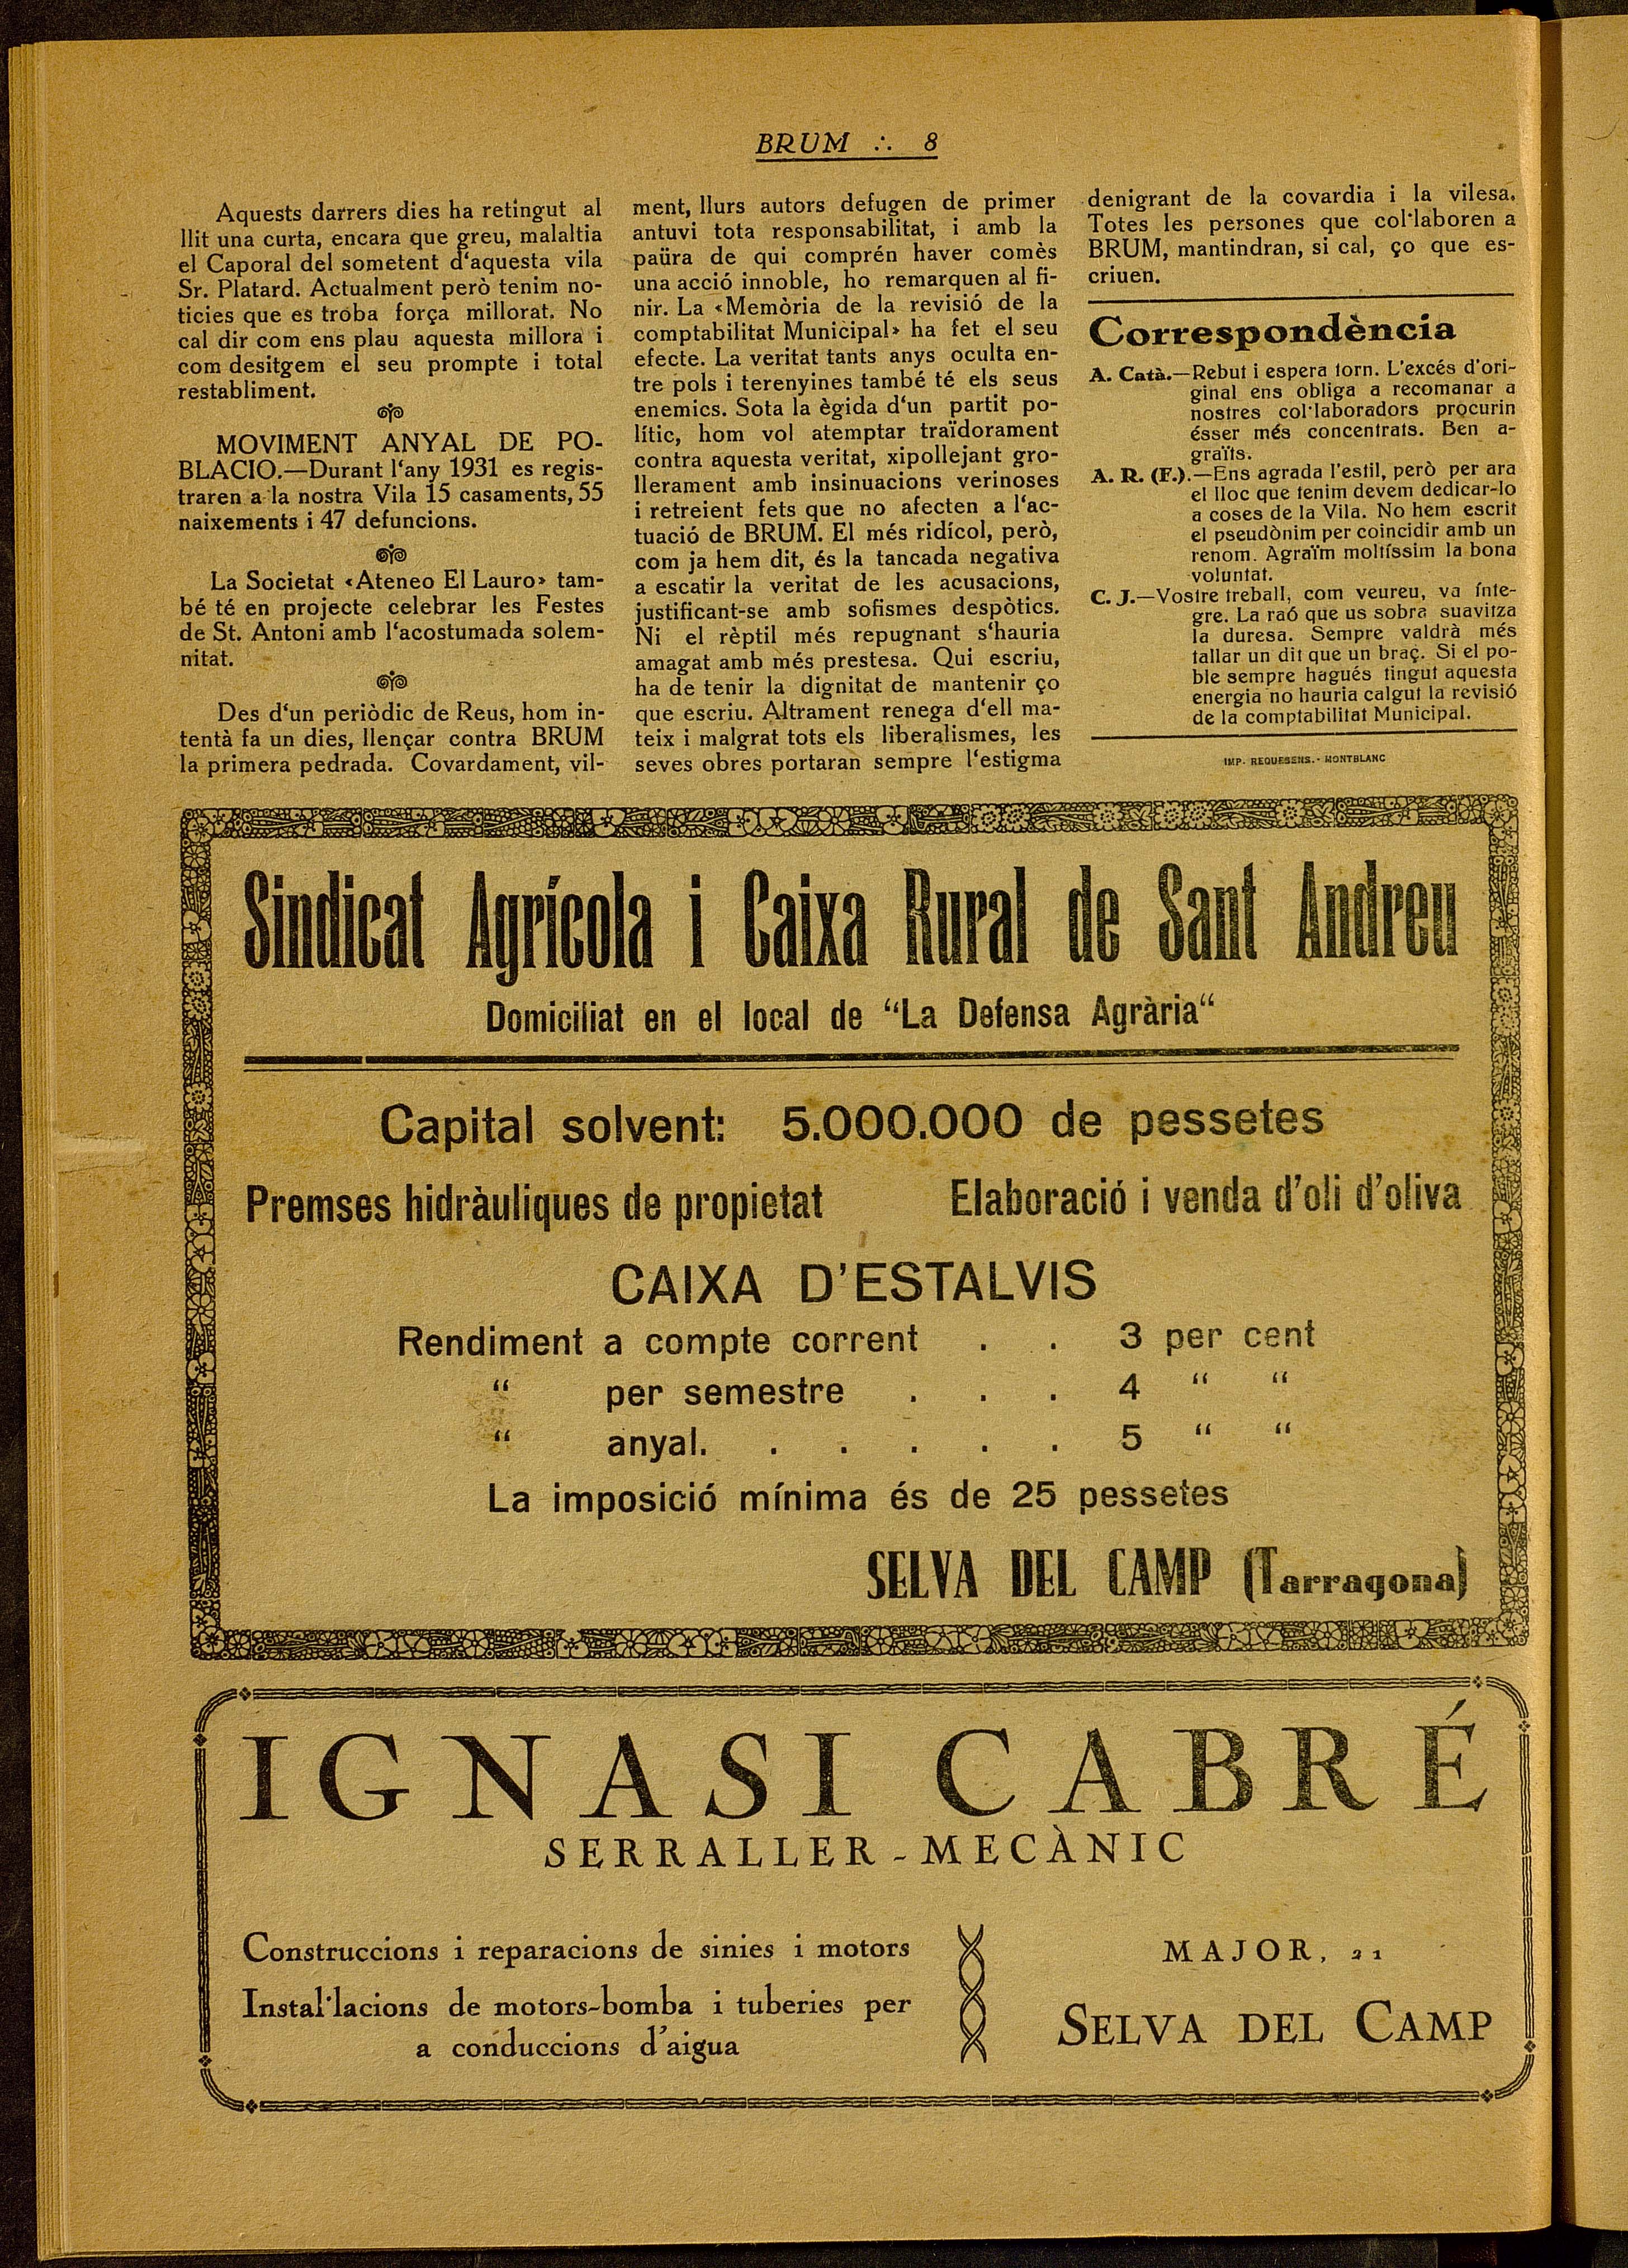 BRUM ∴ 8
Aquests darrers dies ha retingut al
llit una curta, encara que greu, malaltia
el Caporal del sometent d'aquesta vila
Sr. Platard. Actualment però tenim no-
ticies que es troba força millorat. No
cal dir com ens plau aquesta millora i
com desitgem el seu prompte i total
restabliment.
MOVIMENT ANYAL DE PO-
BLACIO.—Durant l'any 1931 es regis-
traren a la nostra Vila 15 casaments, 55
naixements i 47 defuncions.
La Societat «Ateneo El Lauro» tam-
bé té en projecte celebrar les Festes
de St. Antoni amb l'acostumada solem-
nitat.
Des d'un periòdic de Reus, hom in-
tentà fa un dies, llençar contra BRUM
la primera pedrada. Covardament, vil-
ment, llurs autors defugen de primer
antuvi tota responsabilitat, i amb la
paüra de qui comprén haver comès
una acció innoble, ho remarquen al fi-
nir. La «Memòria de la revisió de la
comptabilitat Municipal» ha fet el seu
efecte. La veritat tants anys oculta en-
tre pols i terenyines també té els seus
enemics. Sota la ègida d'un partit po-
lític, hom vol atemptar traïdorament
contra aquesta veritat, xipollejant gro-
llerament amb insinuacions verinoses
i retreient fets que no afecten a l'ac-
tuació de BRUM. El més ridícol, però,
com ja hem dit, és la tancada negativa
a escatir la veritat de les acusacions,
justificant-se amb sofismes despòtics.
Ni el rèptil més repugnant s'hauria
amagat amb més prestesa. Qui escriu,
ha de tenir la dignitat de mantenir ço
que escriu. Altrament renega d'ell ma-
teix i malgrat tots els liberalismes, les
seves obres portaran sempre l'estigma
denigrant de la covardia i la vilesa.
Totes les persones que col·laboren a
BRUM, mantindran, si cal, ço que es-
criuen.
Correspondència
A. Catà.—Rebut i espera torn. L'excés d'ori-
ginal ens obliga a recomanar a
nostres col·laboradors procurin
ésser més concentrats. Ben a-
graïts.
A. R. (F.).—Ens agrada l'estil, però per ara
el lloc que tenim devem dedicar-lo
a coses de la Vila. No hem escrit
el pseudònim per coincidir amb un
renom. Agraïm moltíssim la bona
voluntat.
C. J.—Vostre treball, com veureu, va ínte-
gre. La raó que us sobra suavitza
la duresa. Sempre valdrà més
tallar un dit que un braç. Si el po-
ble sempre hagués tingut aquesta
energia no hauria calgut la revisió
de la comptabilitat Municipal.
IMP. REQUESENS.- MONTBLANC
Sindicat Agrícola i Caixa Rural de Sant Andreu
Domiciliat en el local de “La Defensa Agrària“
Capital solvent: 5.000.000 de pessetes
Premses hidràuliques de propietat Elaboració i venda d'oli d'oliva
CAIXA D'ESTALVIS
Rendiment a compte corrent . . 3 per cent
“ per semestre . . . 4 “ “
“ anyal. . . . . . 5 “ “
La imposició mínima és de 25 pessetes
SELVA DEL CAMP (Tarragona)
IGNASI CABRÉ
SERRALLER-MECÀNIC
Construccions i reparacions de sinies i motors
Instal·lacions de motors-bomba i tuberies per
a conduccions d'aigua
MAJOR, 21
SELVA DEL CAMP